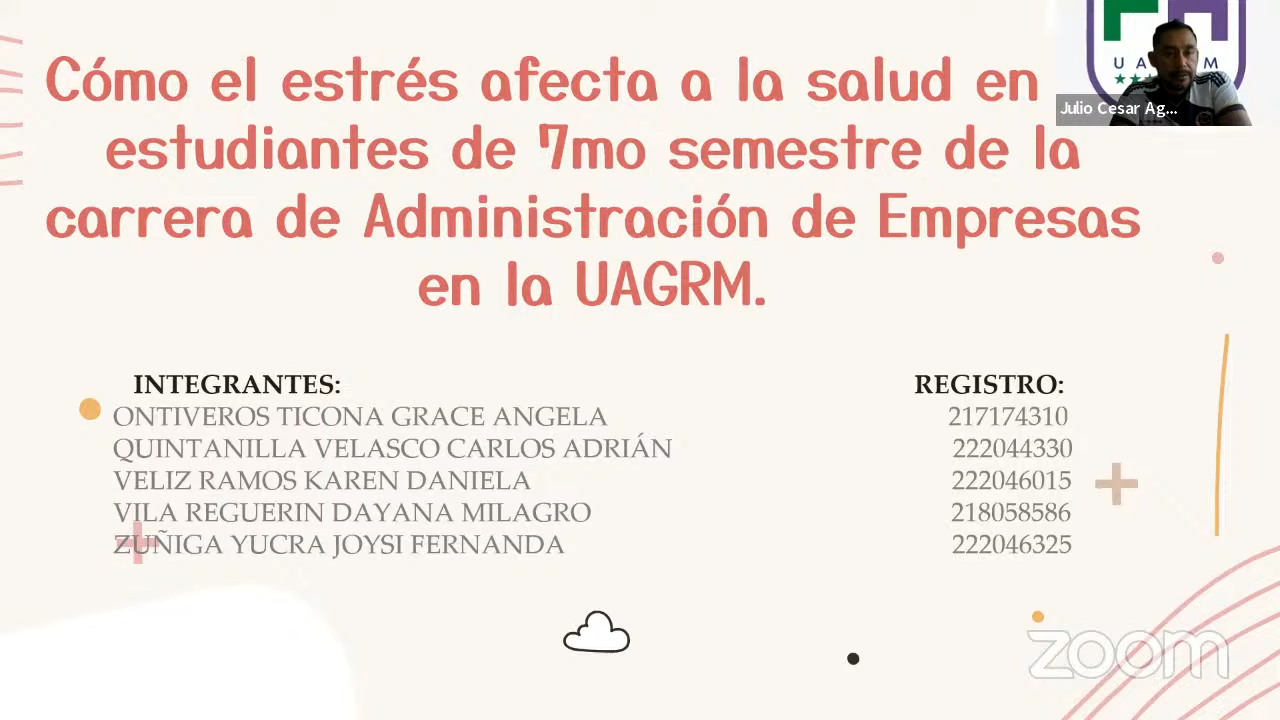 Cómo el estrés afecta a la salud en
estudiantes de 7mo semestre de la
carrera de Administración de Empresas
en la UAGRM.
Julio Cesar Ag...
INTEGRANTES: REGISTRO:
ONTIVEROS TICONA GRACE ANGELA 217174310
QUINTANILLA VELASCO CARLOS ADRIÁN 222044330
VELIZ RAMOS KAREN DANIELA 222046015
VILA REGUERIN DAYANA MILAGRO 218058586
ZUÑIGA YUCRA JOYSI FERNANDA 222046325
zoom